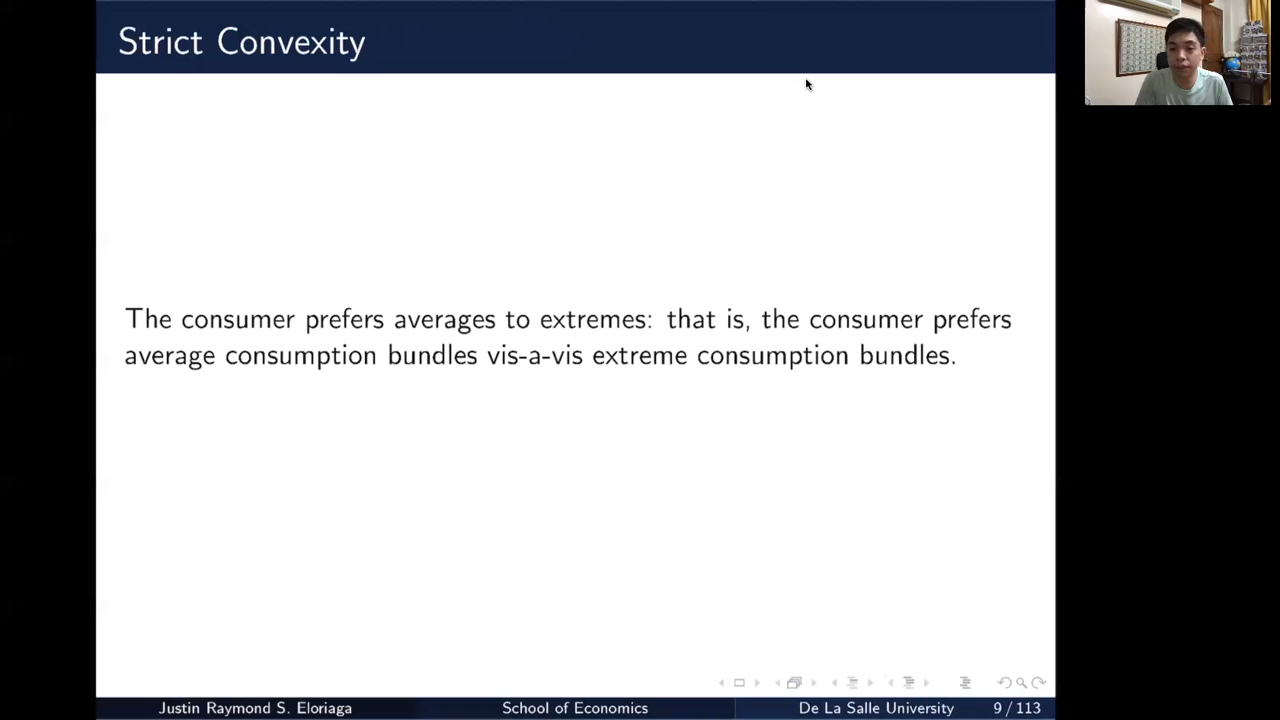 Strict Convexity
The consumer prefers averages to extremes: that is, the consumer prefers
average consumption bundles vis-a-vis extreme consumption bundles.
Justin Raymond S. Eloriaga School of Economics De La Salle University 9 / 113